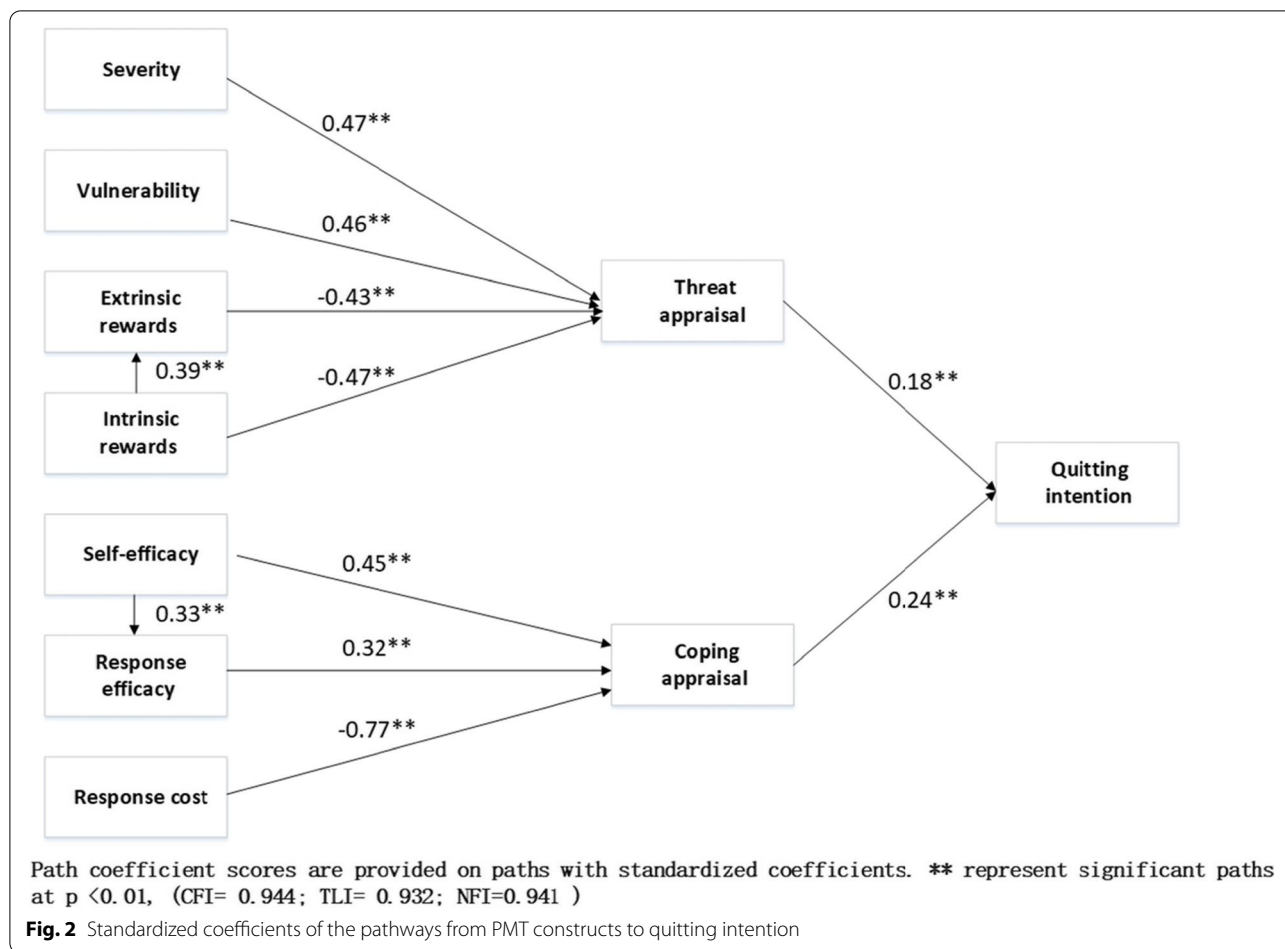 Severity
0.47**
Vulnerability
0.46**
Extrinsic
rewards
-0.43**
0.39**
Intrinsic
rewards
-0.47**
Threat
appraisal
0.18**
Quitting
intention
Self-efficacy
0.45**
0.33**
Response
efficacy
0.32**
Coping
appraisal
0.24**
-0.77**
Response cost
Path coefficient scores are provided on paths with standardized coefficients. ** represent significant paths
at p <0.01, (CFI= 0.944; TLI= 0.932; NFI=0.941 )
Fig. 2 Standardized coefficients of the pathways from PMT constructs to quitting intention